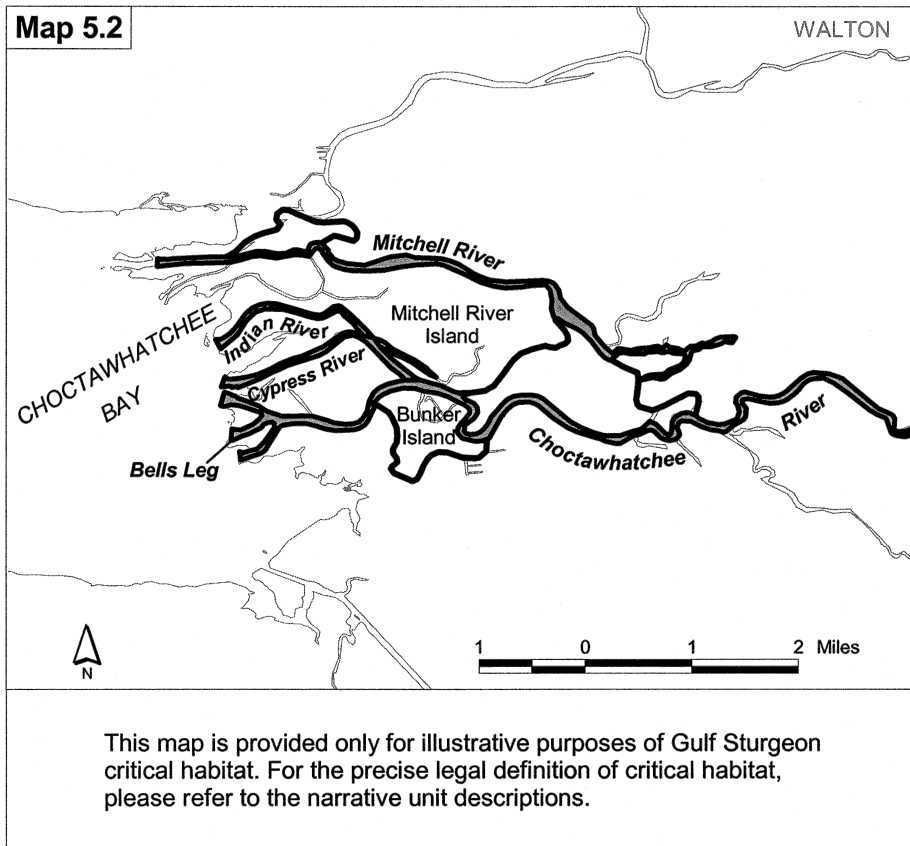 Map 5.2
WALTON
Mitchell River
Mitchell River
Island
CHOCTAWHATCHEE
BAY
Indian River
Cypress River
Bunker
Island
Bells Leg
Choctawhatchee
River
N
1 0 1 2 Miles
This map is provided only for illustrative purposes of Gulf Sturgeon
critical habitat. For the precise legal definition of critical habitat,
please refer to the narrative unit descriptions.